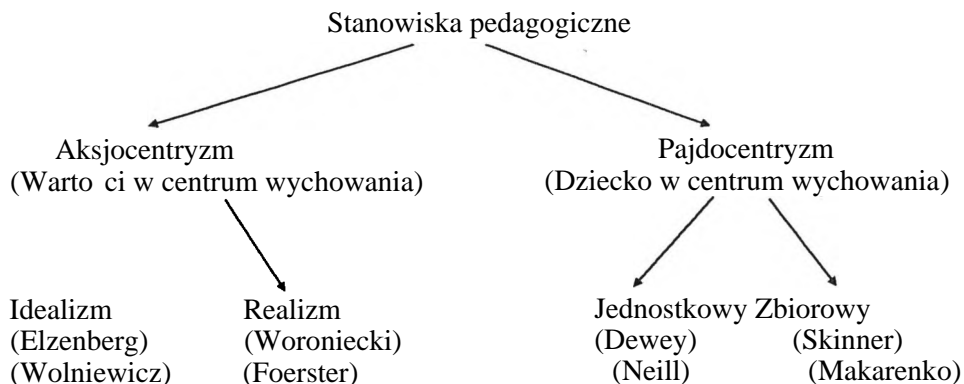 Stanowiska pedagogiczne
Aksjocentryzm
(Warto ci w centrum wychowania)
Pajdocentryzm
(Dziecko w centrum wychowania)
Idealizm
(Elzenberg)
(Wolniewicz)
Realizm
(Woroniecki)
(Foerster)
Jednostkowy Zbiorowy
(Dewey) (Skinner)
(Neill) (Makarenko)